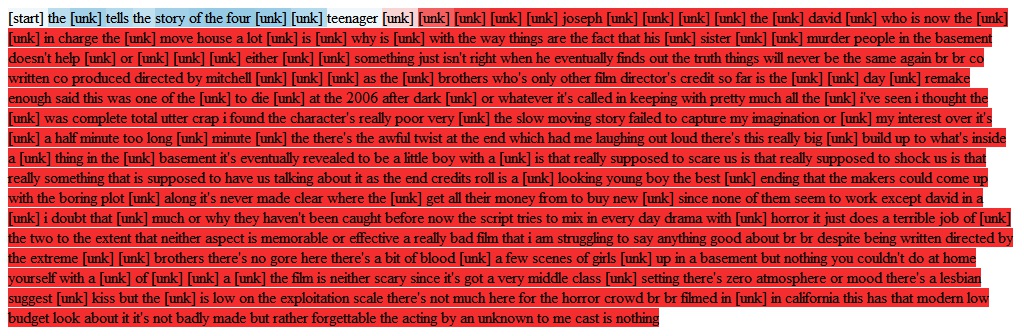 [start] the [unk] tells the story of the four [unk] [unk] teenager [unk] [unk] [unk] [unk] [unk] joseph [unk] [unk] [unk] [unk] the [unk] david [unk] who is now the [unk]
[unk] in charge the [unk] move house a lot [unk] is [unk] why is [unk] with the way things are the fact that his [unk] sister [unk] [unk] murder people in the basement
doesn't help [unk] or [unk] [unk] [unk] either [unk] [unk] something just isn't right when he eventually finds out the truth things will never be the same again br br co
written co produced directed by mitchell [unk] [unk] [unk] as the [unk] brothers who's only other film director's credit so far is the [unk] [unk] day [unk] remake
enough said this was one of the [unk] to die [unk] at the 2006 after dark [unk] or whatever it's called in keeping with pretty much all the [unk] i've seen i thought the
[unk] was complete total utter crap i found the character's really poor very [unk] the slow moving story failed to capture my imagination or [unk] my interest over it's
[unk] a half minute too long [unk] minute [unk] the there's the awful twist at the end which had me laughing out loud there's this really big [unk] build up to what's inside
a [unk] thing in the [unk] basement it's eventually revealed to be a little boy with a [unk] is that really supposed to scare us is that really supposed to shock us is that
really something that is supposed to have us talking about it as the end credits roll is a [unk] looking young boy the best [unk] ending that the makers could come up
with the boring plot [unk] along it's never made clear where the [unk] get all their money from to buy new [unk] since none of them seem to work except david in a
[unk] i doubt that [unk] much or why they haven't been caught before now the script tries to mix in every day drama with [unk] horror it just does a terrible job of [unk]
the two to the extent that neither aspect is memorable or effective a really bad film that i am struggling to say anything good about br br despite being written directed by
the extreme [unk] [unk] brothers there's no gore here there's a bit of blood [unk] a few scenes of girls [unk] up in a basement but nothing you couldn't do at home
yourself with a [unk] of [unk] [unk] a [unk] the film is neither scary since it's got a very middle class [unk] setting there's zero atmosphere or mood there's a lesbian
suggest [unk] kiss but the [unk] is low on the exploitation scale there's not much here for the horror crowd br br filmed in [unk] in california this has that modern low
budget look about it it's not badly made but rather forgettable the acting by an unknown to me cast is nothing